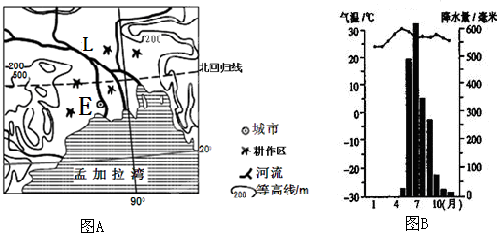 L
200
200
500
北回归线
E
城市
耕作区
河流
200 等高线/m
20°
孟加拉湾
90°
图A
气温/℃ 降水量/毫米
30 600
20 500
10 400
0 300
-10 200
-20 100
-30 0
1 4 7 10(月)
图B